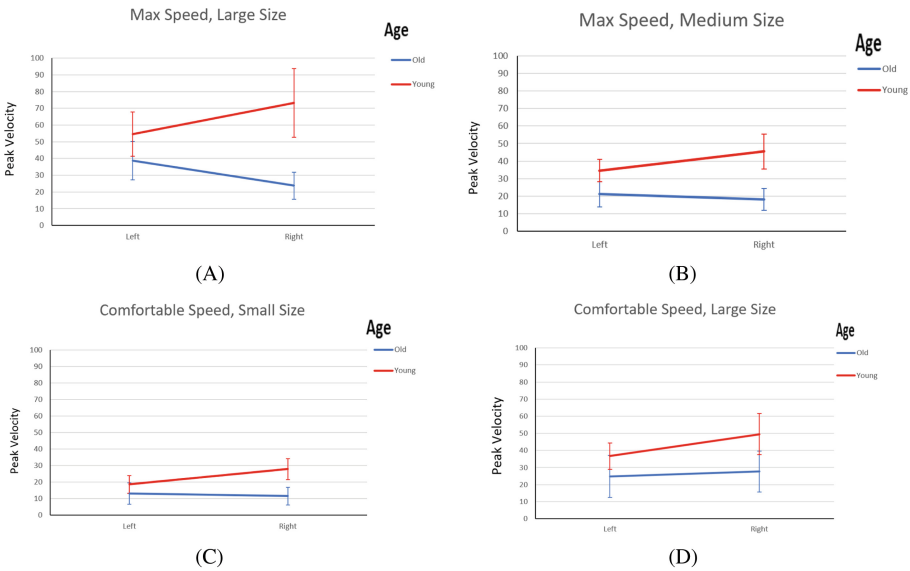 Max Speed, Large Size
Age
Old
Young
Peak Velocity
100
90
80
70
60
50
40
30
20
10
0
Left
Right
(A)
Max Speed, Medium Size
Age
Old
Young
Peak Velocity
100
90
80
70
60
50
40
30
20
10
0
Left
Right
(B)
Comfortable Speed, Small Size
Age
Old
Young
Peak Velocity
100
90
80
70
60
50
40
30
20
10
0
Left
Right
(C)
Comfortable Speed, Large Size
Age
Old
Young
Peak Velocity
100
90
80
70
60
50
40
30
20
10
0
Left
Right
(D)